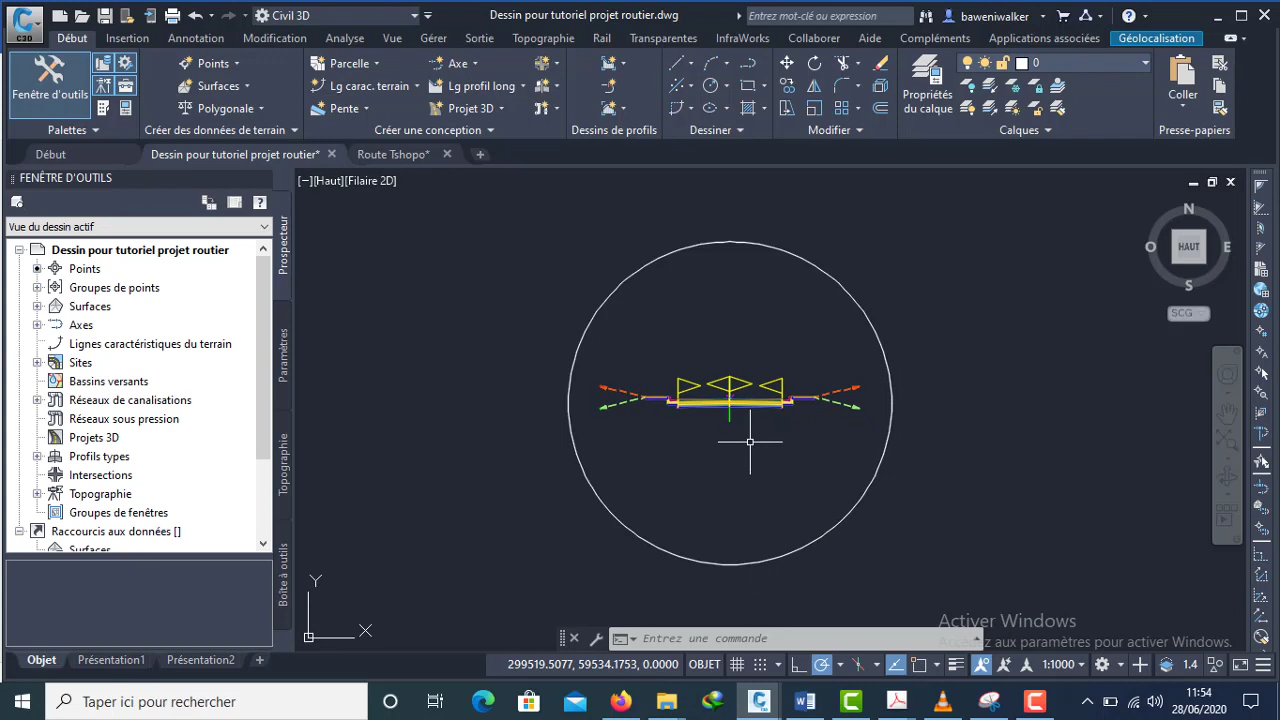 Civil 3D
Dessin pour tutoriel projet routier.dwg
Entrez mot-clé ou expression
baweniwalker
C3D
Début
Insertion
Annotation
Modification
Analyse
Vue
Gérer
Sortie
Topographie
Rail
Transparentes
InfraWorks
Collaborer
Aide
Compléments
Applications associées
Géolocalisation
Fenêtre d'outils
Palettes
Points
Surfaces
Polygonale
Créer des données de terrain
Parcelle
Lg carac. terrain
Pente
Axe
Lg profil long
Projet 3D
Créer une conception
Dessins de profils
Dessiner
Modifier
Propriétés
du calque
0
Calques
Coller
Presse-papiers
Début
Dessin pour tutoriel projet routier*
Route Tshopo*
FENÊTRE D'OUTILS
Vue du dessin actif
Dessin pour tutoriel projet routier
Points
Groupes de points
Surfaces
Axes
Lignes caractéristiques du terrain
Sites
Bassins versants
Réseaux de canalisations
Réseaux sous pression
Projets 3D
Profils types
Intersections
Topographie
Groupes de fenêtres
Raccourcis aux données []
Surfaces
Prospecteur
Paramètres
Topographie
Boîte à outils
[−][Haut][Filaire 2D]
N
O
HAUT
E
S
SCG
Y
X
Activer Windows
Accédez aux paramètres pour activer Windows.
Entrez une commande
Objet
Présentation1
Présentation2
299519.5077, 59534.1753, 0.0000
OBJET
1:1000
1.4
Taper ici pour rechercher
11:54
28/06/2020